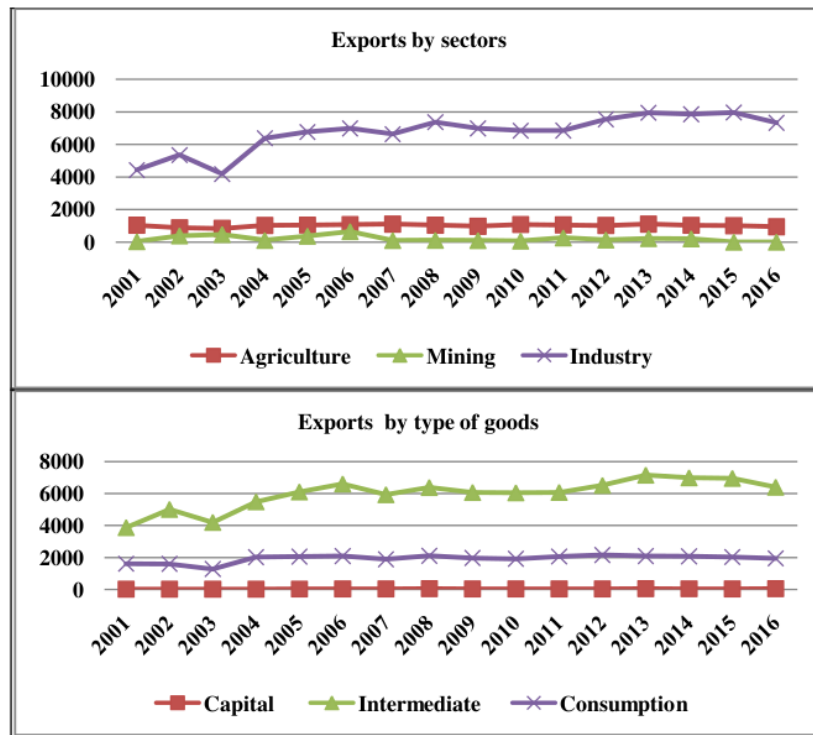 Exports by sectors
10000
8000
6000
4000
2000
0
2001 2002 2003 2004 2005 2006 2007 2008 2009 2010 2011 2012 2013 2014 2015 2016
Agriculture Mining Industry
Exports by type of goods
8000
6000
4000
2000
0
2001 2002 2003 2004 2005 2006 2007 2008 2009 2010 2011 2012 2013 2014 2015 2016
Capital Intermediate Consumption